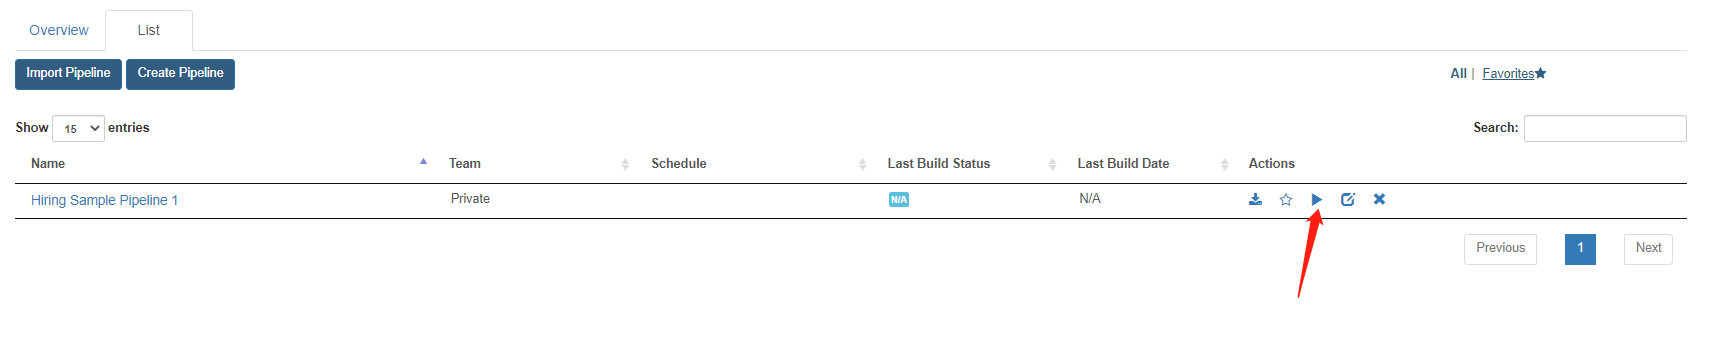 Overview List
Import Pipeline Create Pipeline All | Favorites
Show 15 entries Search:
Name Team Schedule Last Build Status Last Build Date Actions
Hiring Sample Pipeline 1 Private N/A N/A
Previous 1 Next